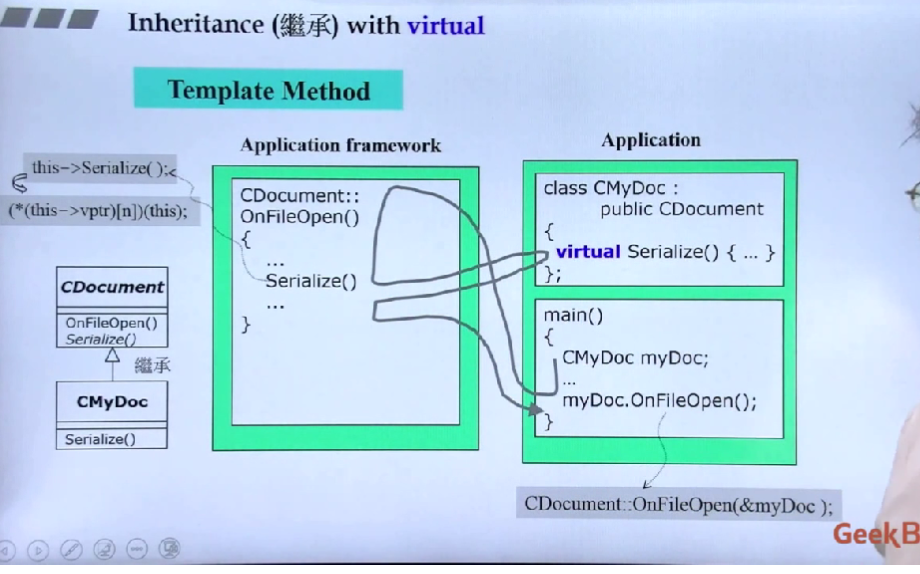 Inheritance (繼承) with virtual
Template Method
Application framework
Application
this->Serialize( );
(*(this->vptr)[n])(this);
CDocument::
OnFileOpen()
{
...
Serialize()
...
}
class CMyDoc :
public CDocument
{
virtual Serialize() { ... }
};
main()
{
CMyDoc myDoc;
...
myDoc.OnFileOpen();
}
CDocument
OnFileOpen()
Serialize()
繼承
CMyDoc
Serialize()
CDocument::OnFileOpen(&myDoc );